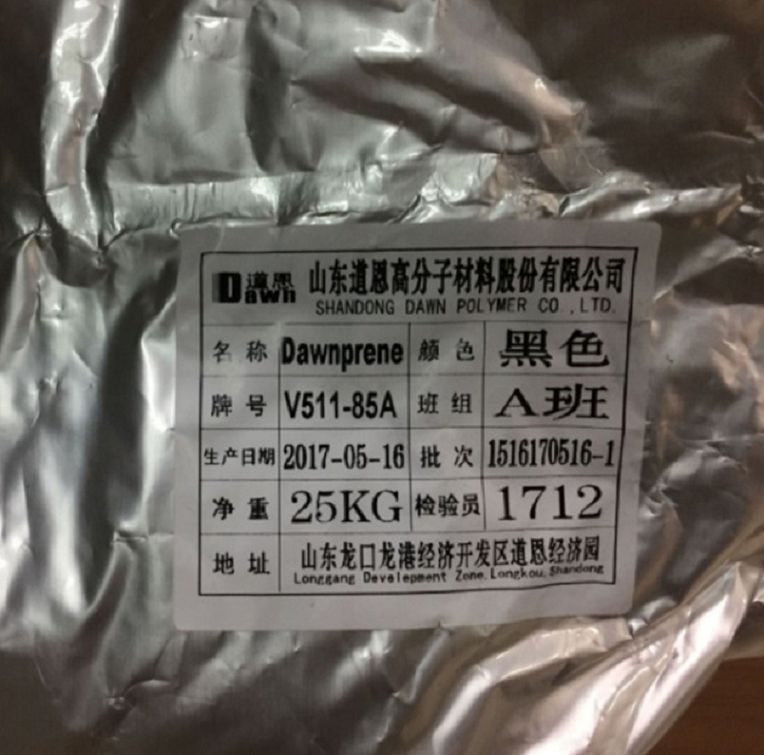 道恩 Dawn 山东道恩高分子材料股份有限公司
SHANDONG DAWN POLYMER CO.,LTD.
名称 Dawnprene 颜色 黑色
牌号 V511-85A 班组 A班
生产日期 2017-05-16 批次 1516170516-1
净重 25KG 检验员 1712
地址 山东龙口龙港经济开发区道恩经济园
Longgang Develepment Zone,Longkou,Shandong